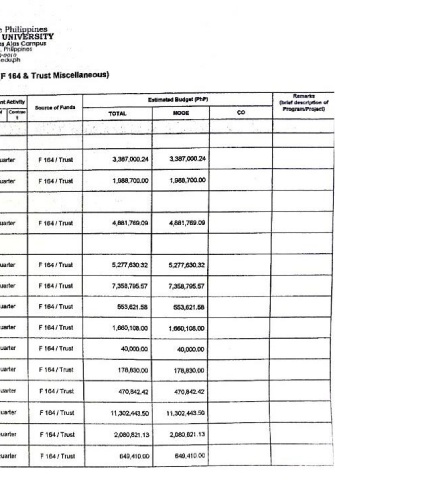 Philippines
UNIVERSITY
Alas Campus
, Philippines
(F 164 & Trust Miscellaneous)
nt Activity
Source of Funds
Estimated Budget (PhP)
Remarks
(brief description of
Program/Project)
TOTAL MOOE CO
uarter F 164 / Trust 3,387,000.24 3,387,000.24
uarter F 164 / Trust 1,988,700.00 1,988,700.00
uarter F 164 / Trust 4,881,769.09 4,881,769.09
uarter F 164 / Trust 5,277,630.32 5,277,630.32
uarter F 164 / Trust 7,358,795.57 7,358,795.57
uarter F 164 / Trust 553,621.58 553,621.58
uarter F 164 / Trust 1,660,108.00 1,660,108.00
uarter F 164 / Trust 40,000.00 40,000.00
uarter F 164 / Trust 178,830.00 178,830.00
uarter F 164 / Trust 470,842.42 470,842.42
uarter F 164 / Trust 11,302,443.50 11,302,443.50
uarter F 164 / Trust 2,080,821.13 2,080,821.13
uarter F 164 / Trust 649,410.00 649,410.00